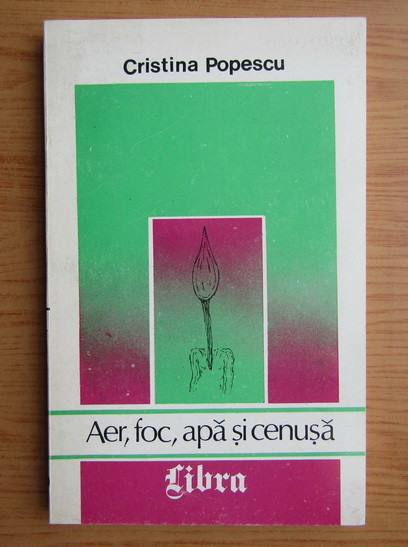 Cristina Popescu
Aer, foc, apă și cenușă
Libra